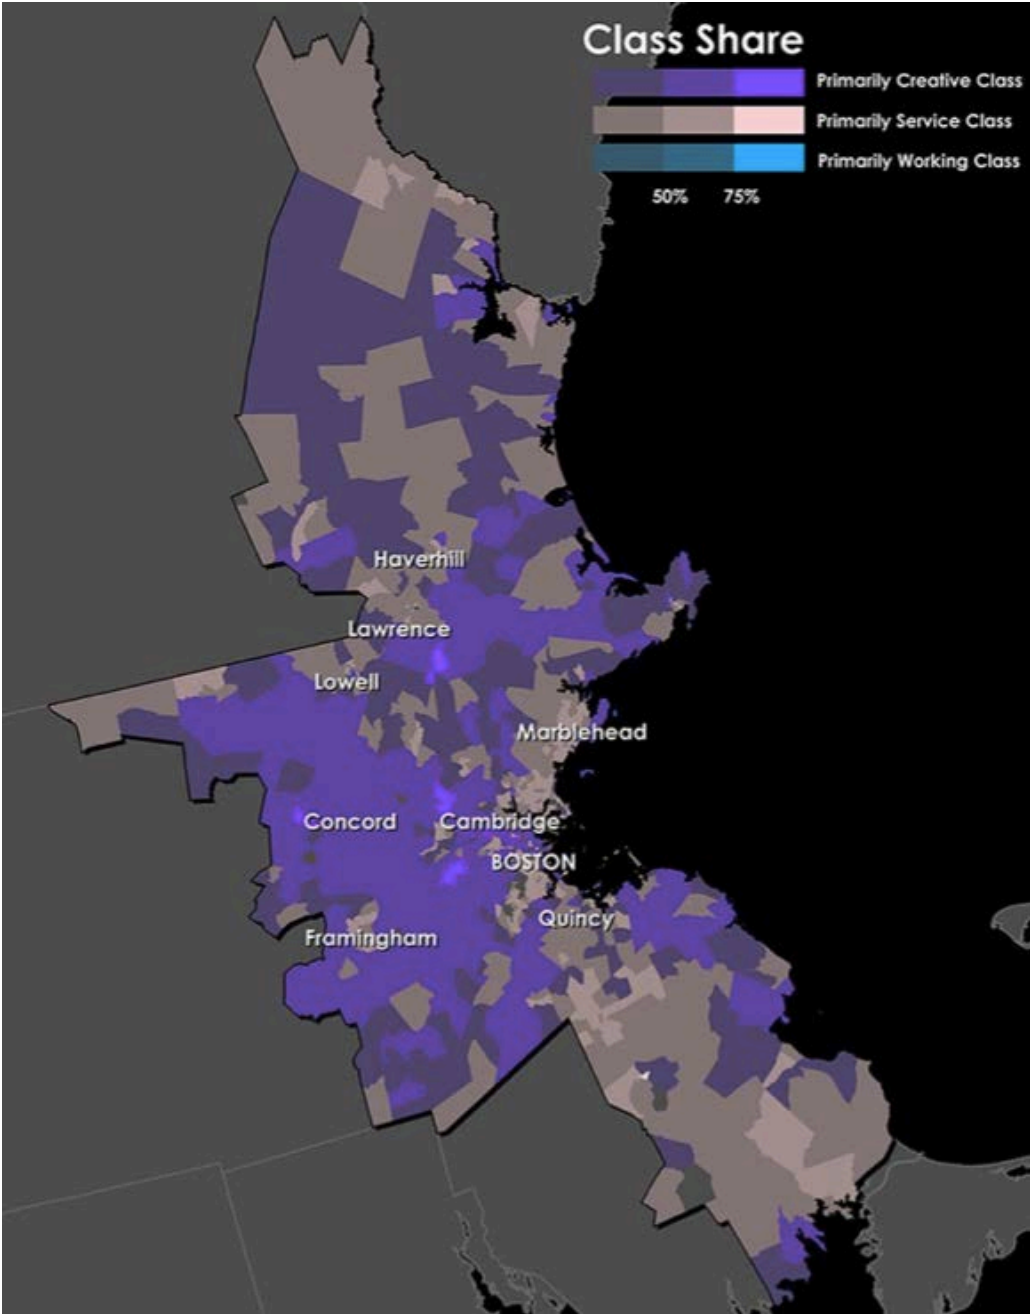 Class Share
Primarily Creative Class
Primarily Service Class
Primarily Working Class
50% 75%
Haverhill
Lawrence
Lowell
Marblehead
Concord
Cambridge
BOSTON
Quincy
Framingham